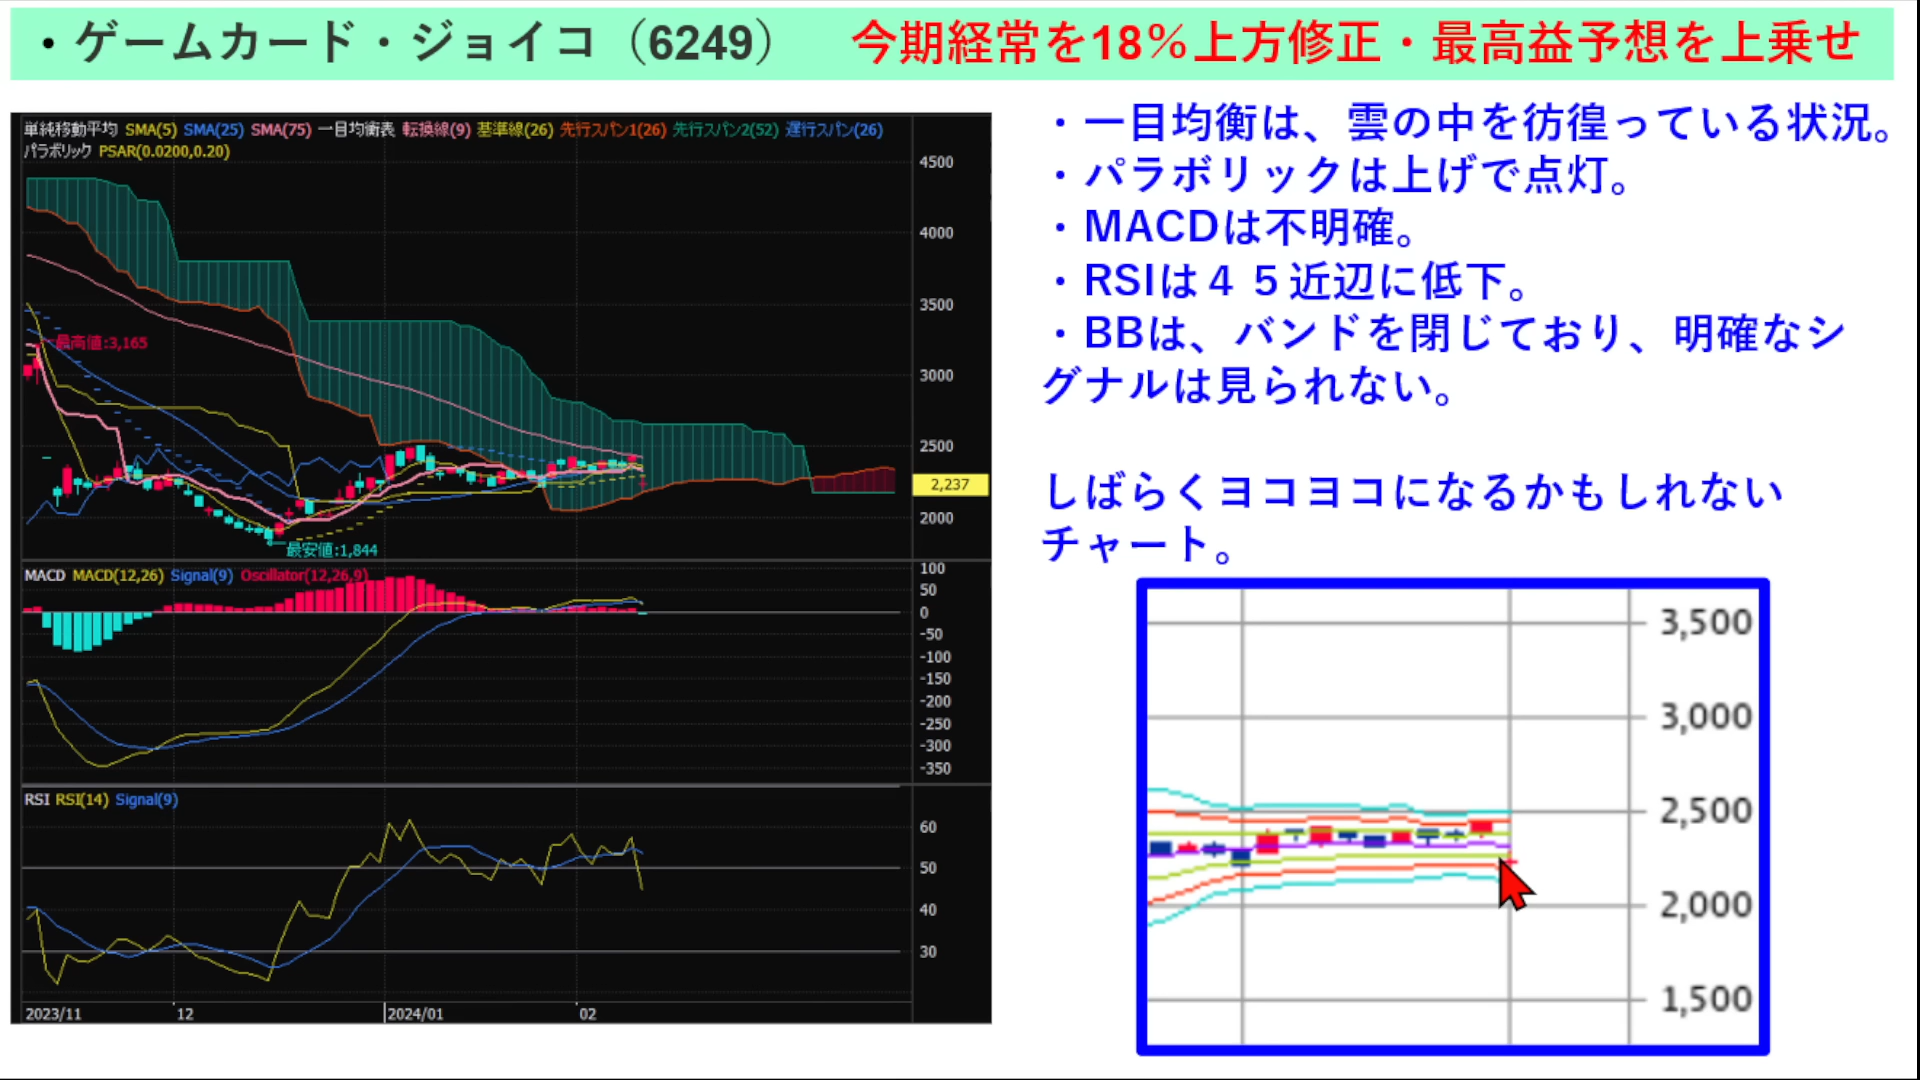 ・ゲームカード・ジョイコ（6249）　今期経常を18％上方修正・最高益予想を上乗せ
単純移動平均 SMA(5) SMA(25) SMA(75) 一目均衡表 転換線(9) 基準線(26) 先行スパン1(26) 先行スパン2(52) 遅行スパン(26)
パラボリック PSAR(0.0200,0.20)
4500
4000
3500
最高値:3,165
3000
2500
2,237
2000
最安値:1,844
MACD MACD(12,26) Signal(9) Oscillator(12,26,9)
100
50
0
-50
-100
-150
-200
-250
-300
-350
RSI RSI(14) Signal(9)
60
50
40
30
2023/11 12 2024/01 02
・一目均衡は、雲の中を彷徨っている状況。
・パラボリックは上げで点灯。
・MACDは不明確。
・RSIは４５近辺に低下。
・BBは、バンドを閉じており、明確なシ
グナルは見られない。
しばらくヨコヨコになるかもしれない
チャート。
3,500
3,000
2,500
2,000
1,500